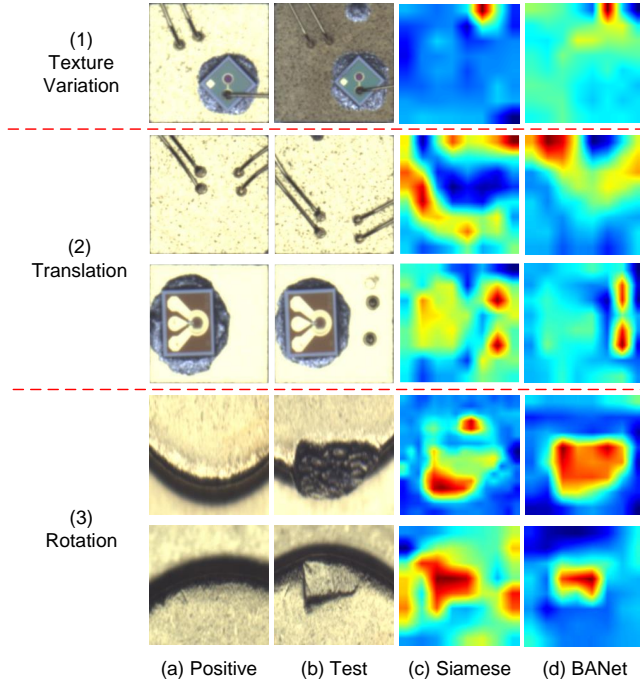 (1)
Texture
Variation
(2)
Translation
(3)
Rotation
(a) Positive
(b) Test
(c) Siamese
(d) BANet